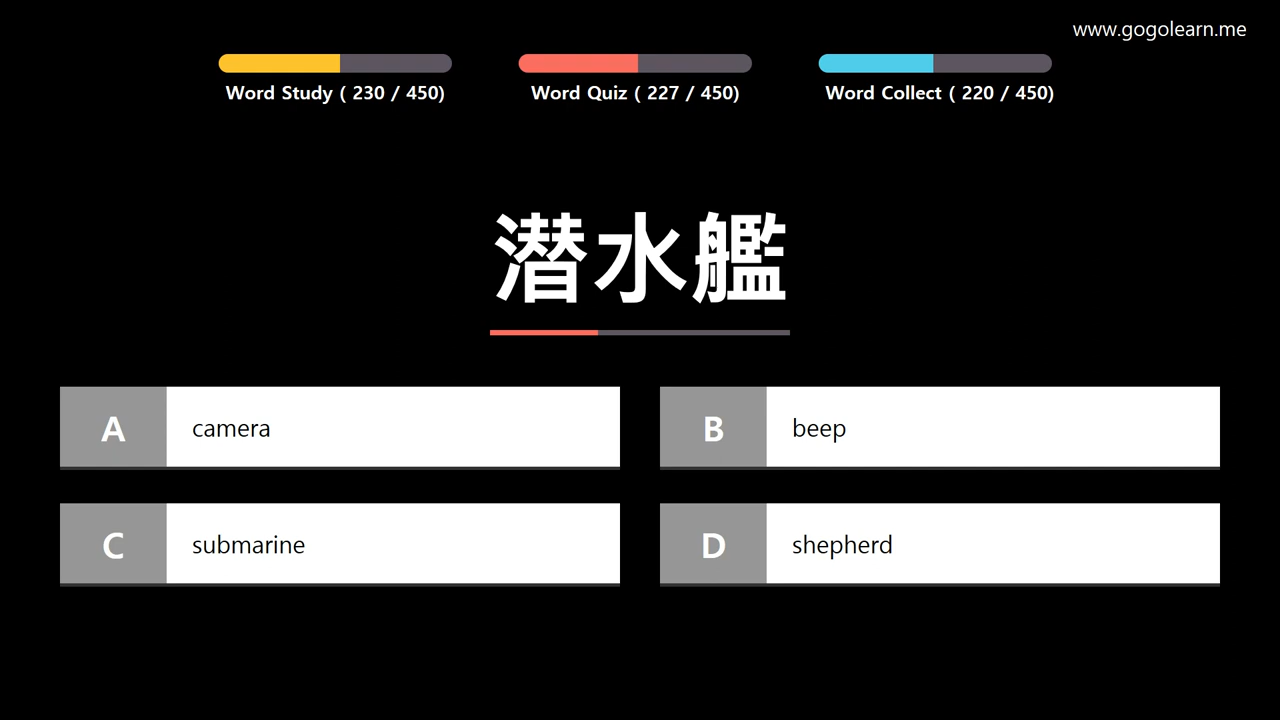 www.gogolearn.me
Word Study ( 230 / 450)
Word Quiz ( 227 / 450)
Word Collect ( 220 / 450)
潜水艦
A
camera
B
beep
C
submarine
D
shepherd